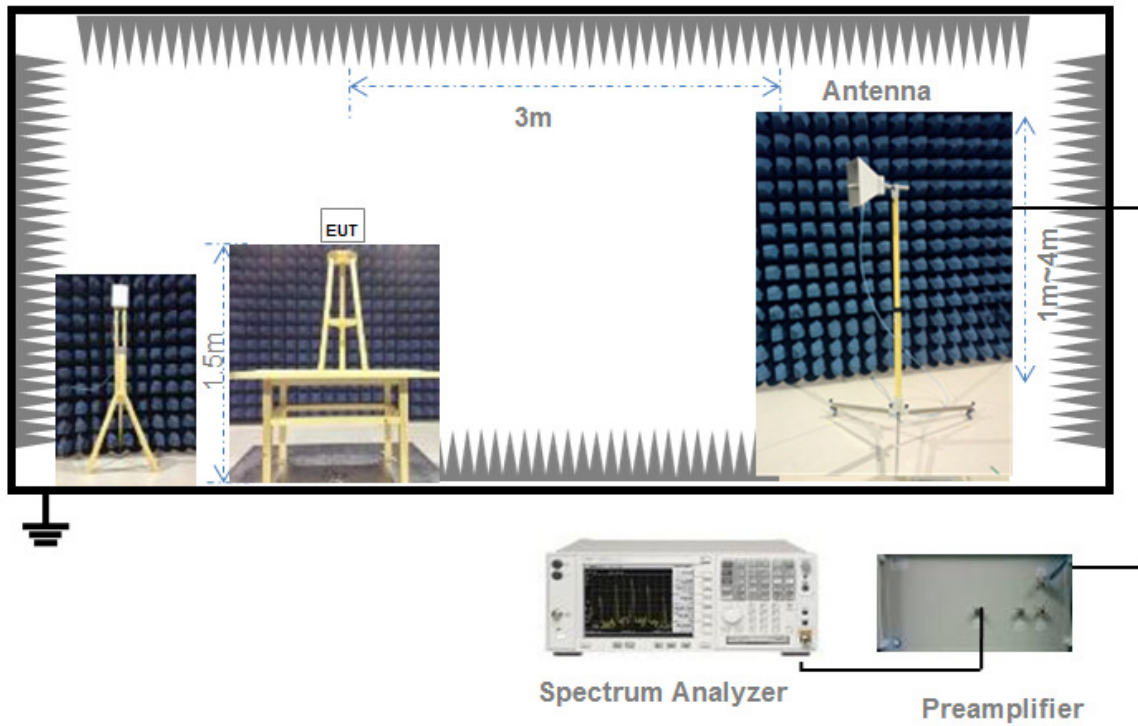 Antenna
3m
EUT
1.5m
1m~4m
Spectrum Analyzer
Preamplifier